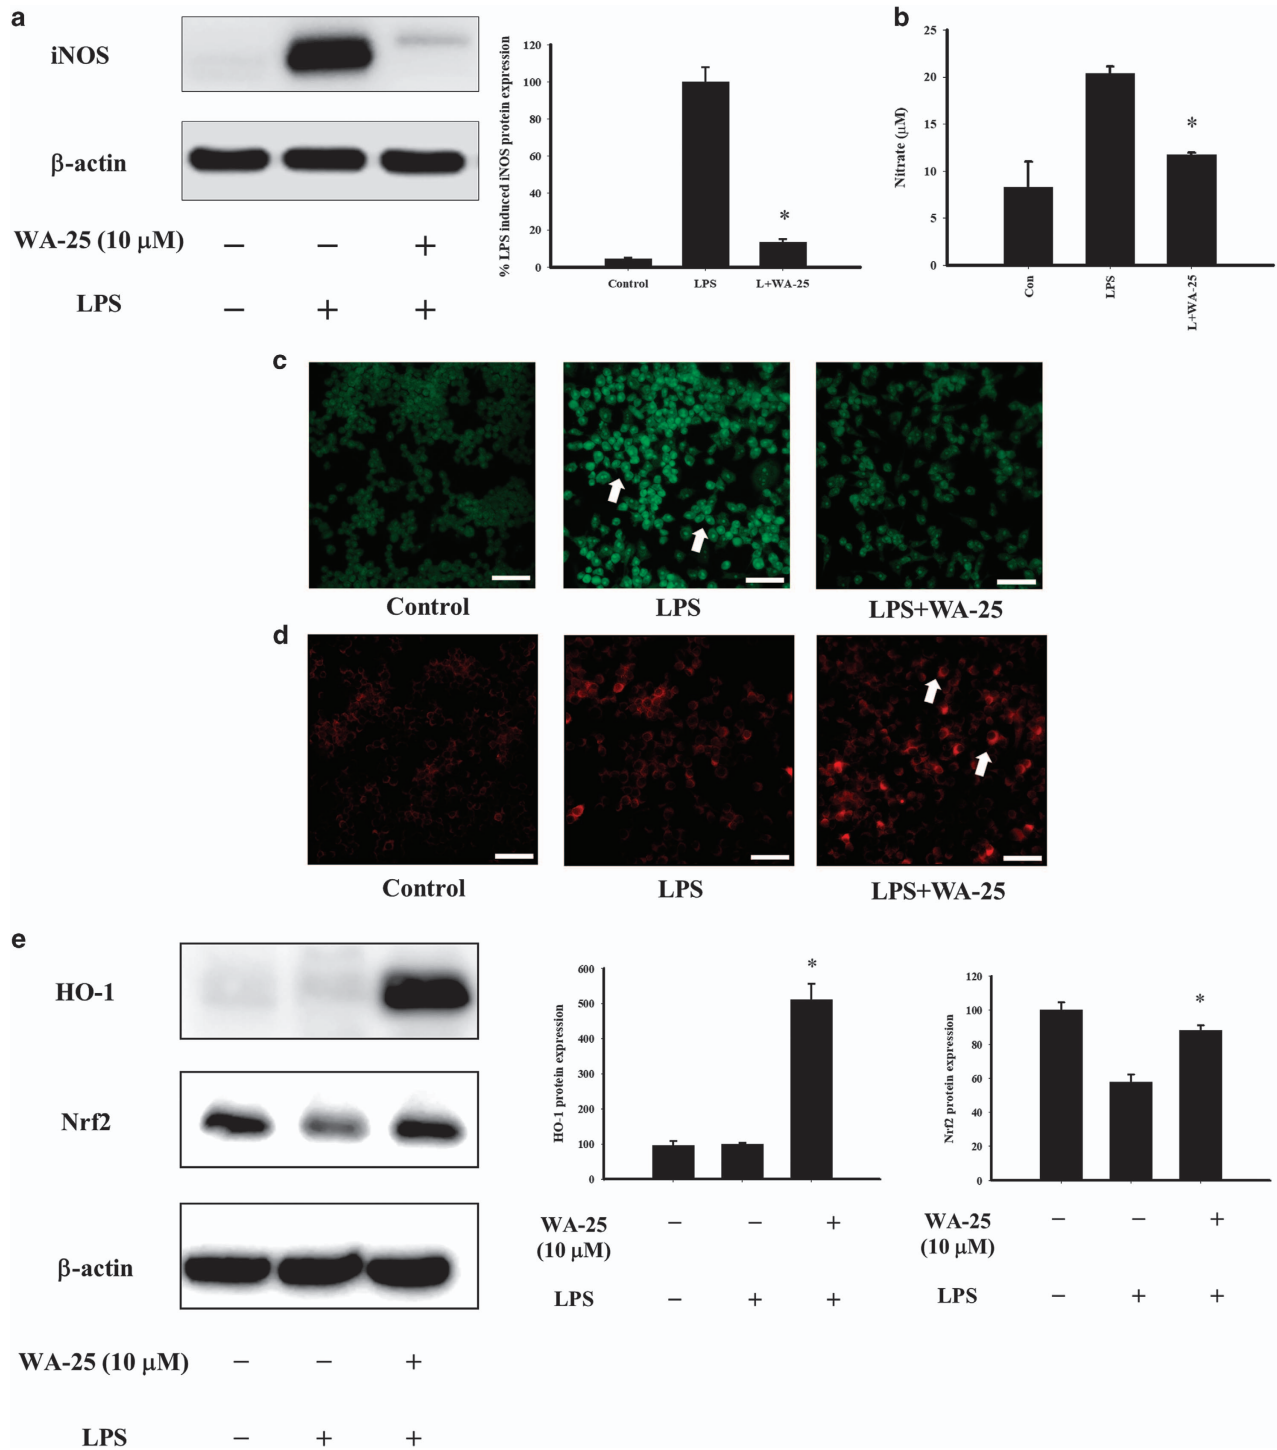 a
iNOS
β-actin
WA-25 (10 μM) − − +
LPS − + +
% LPS induced iNOS protein expression
120
100
80
60
40
20
0
*
Control LPS L+WA-25
b
Nitrate (μM)
25
20
15
10
5
0
*
Con LPS L+WA-25
c
Control LPS LPS+WA-25
d
Control LPS LPS+WA-25
e
HO-1
Nrf2
β-actin
WA-25 (10 μM) − − +
LPS − + +
HO-1 protein expression
600
500
400
300
200
100
0
*
WA-25 − − +
(10 μM)
LPS − + +
Nrf2 protein expression
120
100
80
60
40
20
0
*
WA-25 − − +
(10 μM)
LPS − + +